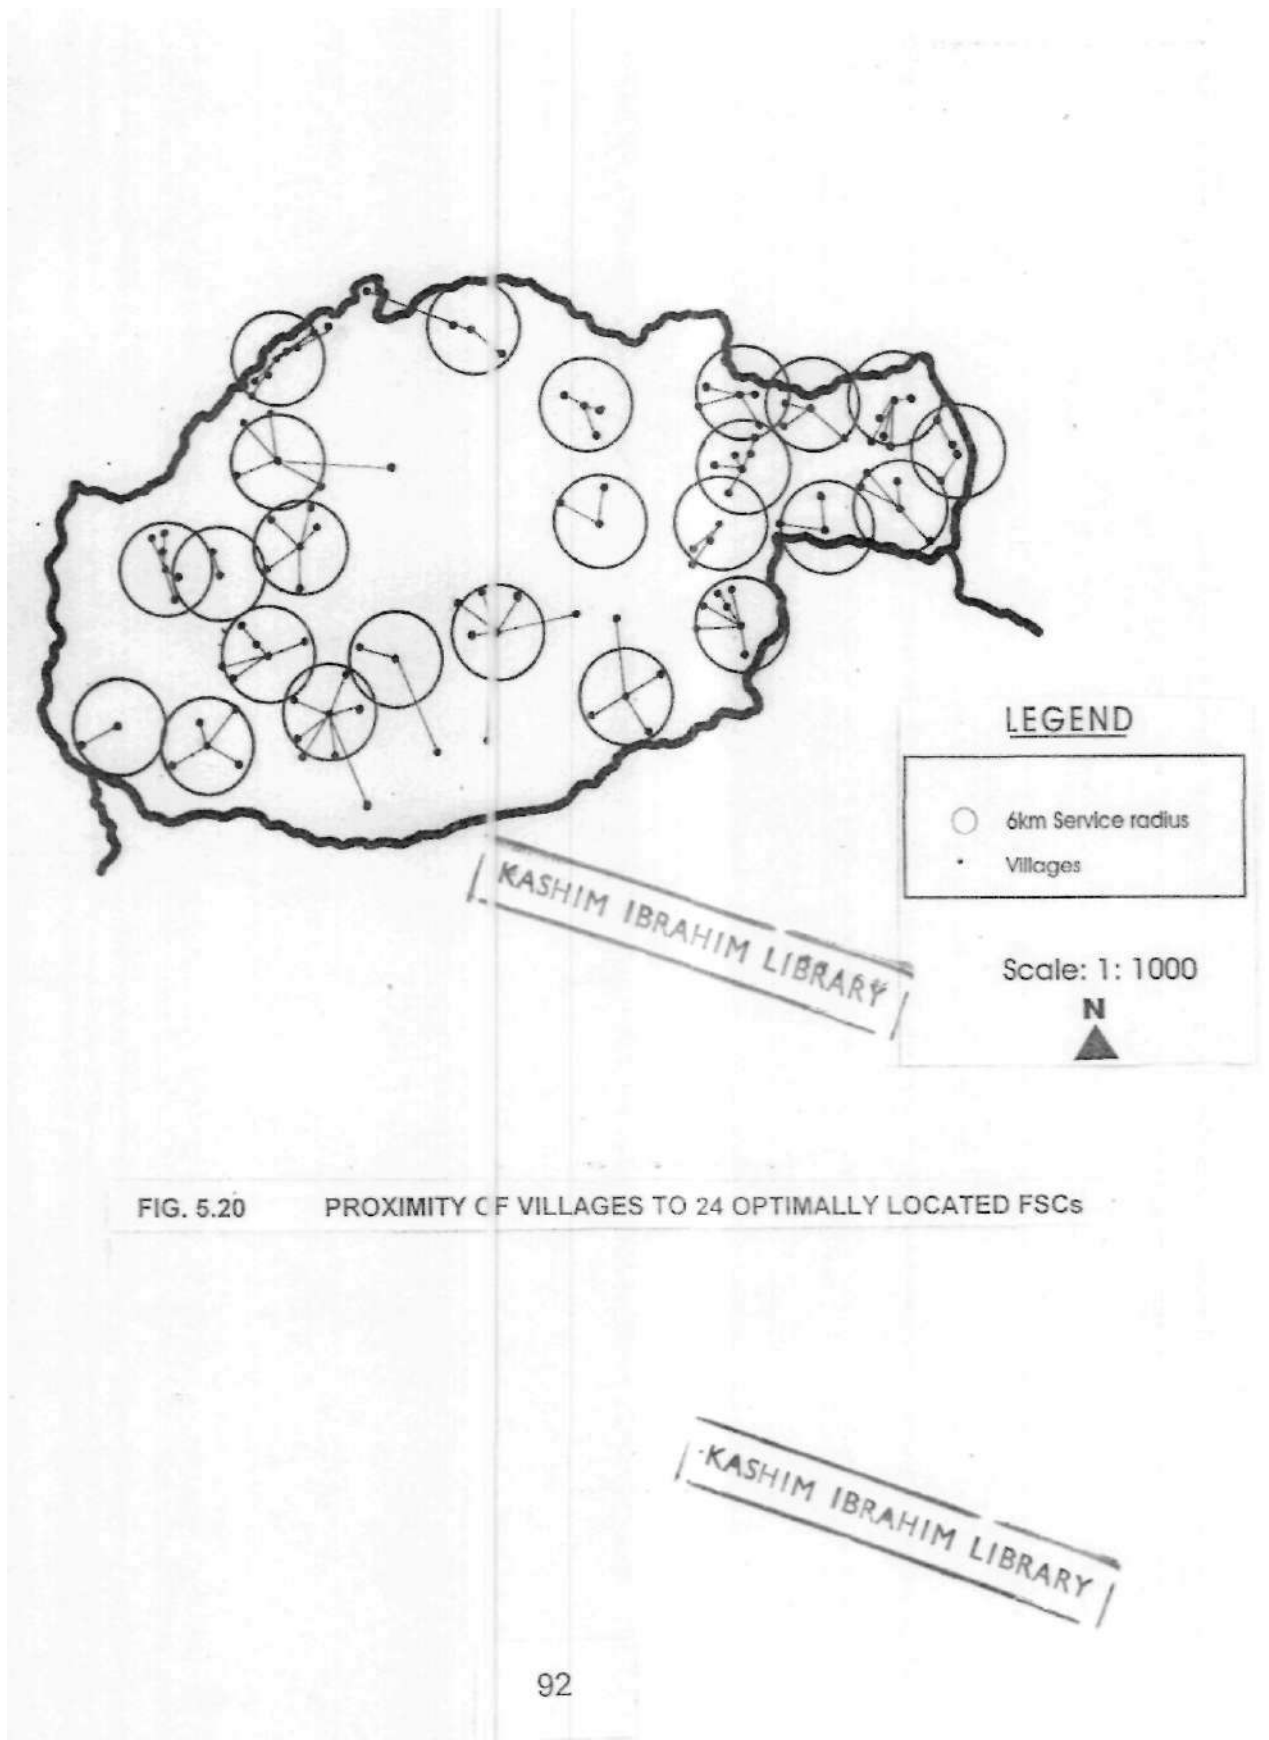 LEGEND
6km Service radius
Villages
Scale: 1: 1000
N
KASHIM IBRAHIM LIBRARY
FIG. 5.20 PROXIMITY OF VILLAGES TO 24 OPTIMALLY LOCATED FSCs
KASHIM IBRAHIM LIBRARY
92